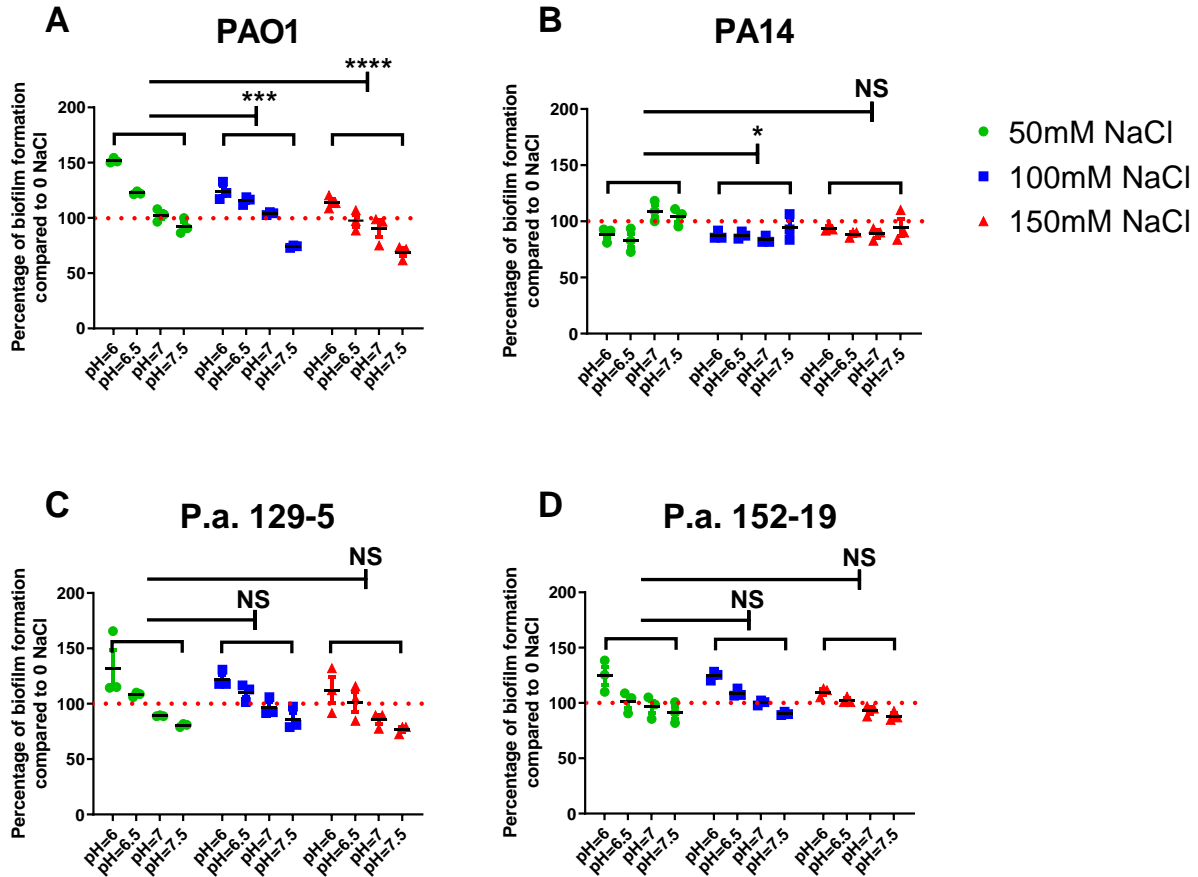 A
PAO1
****
***
Percentage of biofilm formation
compared to 0 NaCl
200
150
100
50
0
pH=6
pH=6.5
pH=7
pH=7.5
pH=6
pH=6.5
pH=7
pH=7.5
pH=6
pH=6.5
pH=7
pH=7.5
B
PA14
NS
*
Percentage of biofilm formation
compared to 0 NaCl
200
150
100
50
0
pH=6
pH=6.5
pH=7
pH=7.5
pH=6
pH=6.5
pH=7
pH=7.5
pH=6
pH=6.5
pH=7
pH=7.5
50mM NaCl
100mM NaCl
150mM NaCl
C
P.a. 129-5
NS
NS
Percentage of biofilm formation
compared to 0 NaCl
200
150
100
50
0
pH=6
pH=6.5
pH=7
pH=7.5
pH=6
pH=6.5
pH=7
pH=7.5
pH=6
pH=6.5
pH=7
pH=7.5
D
P.a. 152-19
NS
NS
Percentage of biofilm formation
compared to 0 NaCl
200
150
100
50
0
pH=6
pH=6.5
pH=7
pH=7.5
pH=6
pH=6.5
pH=7
pH=7.5
pH=6
pH=6.5
pH=7
pH=7.5